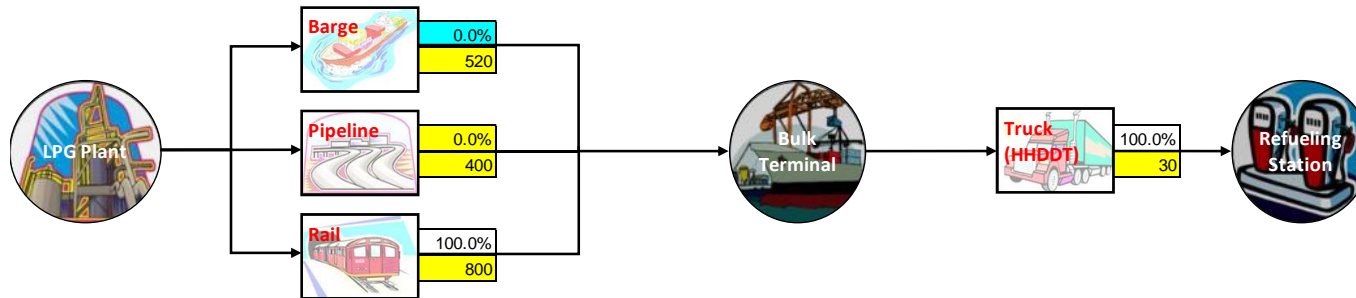 Barge
0.0%
520
LPG Plant
Pipeline
0.0%
400
Rail
100.0%
800
Bulk
Terminal
Truck
(HHDDT)
100.0%
30
Refueling
Station